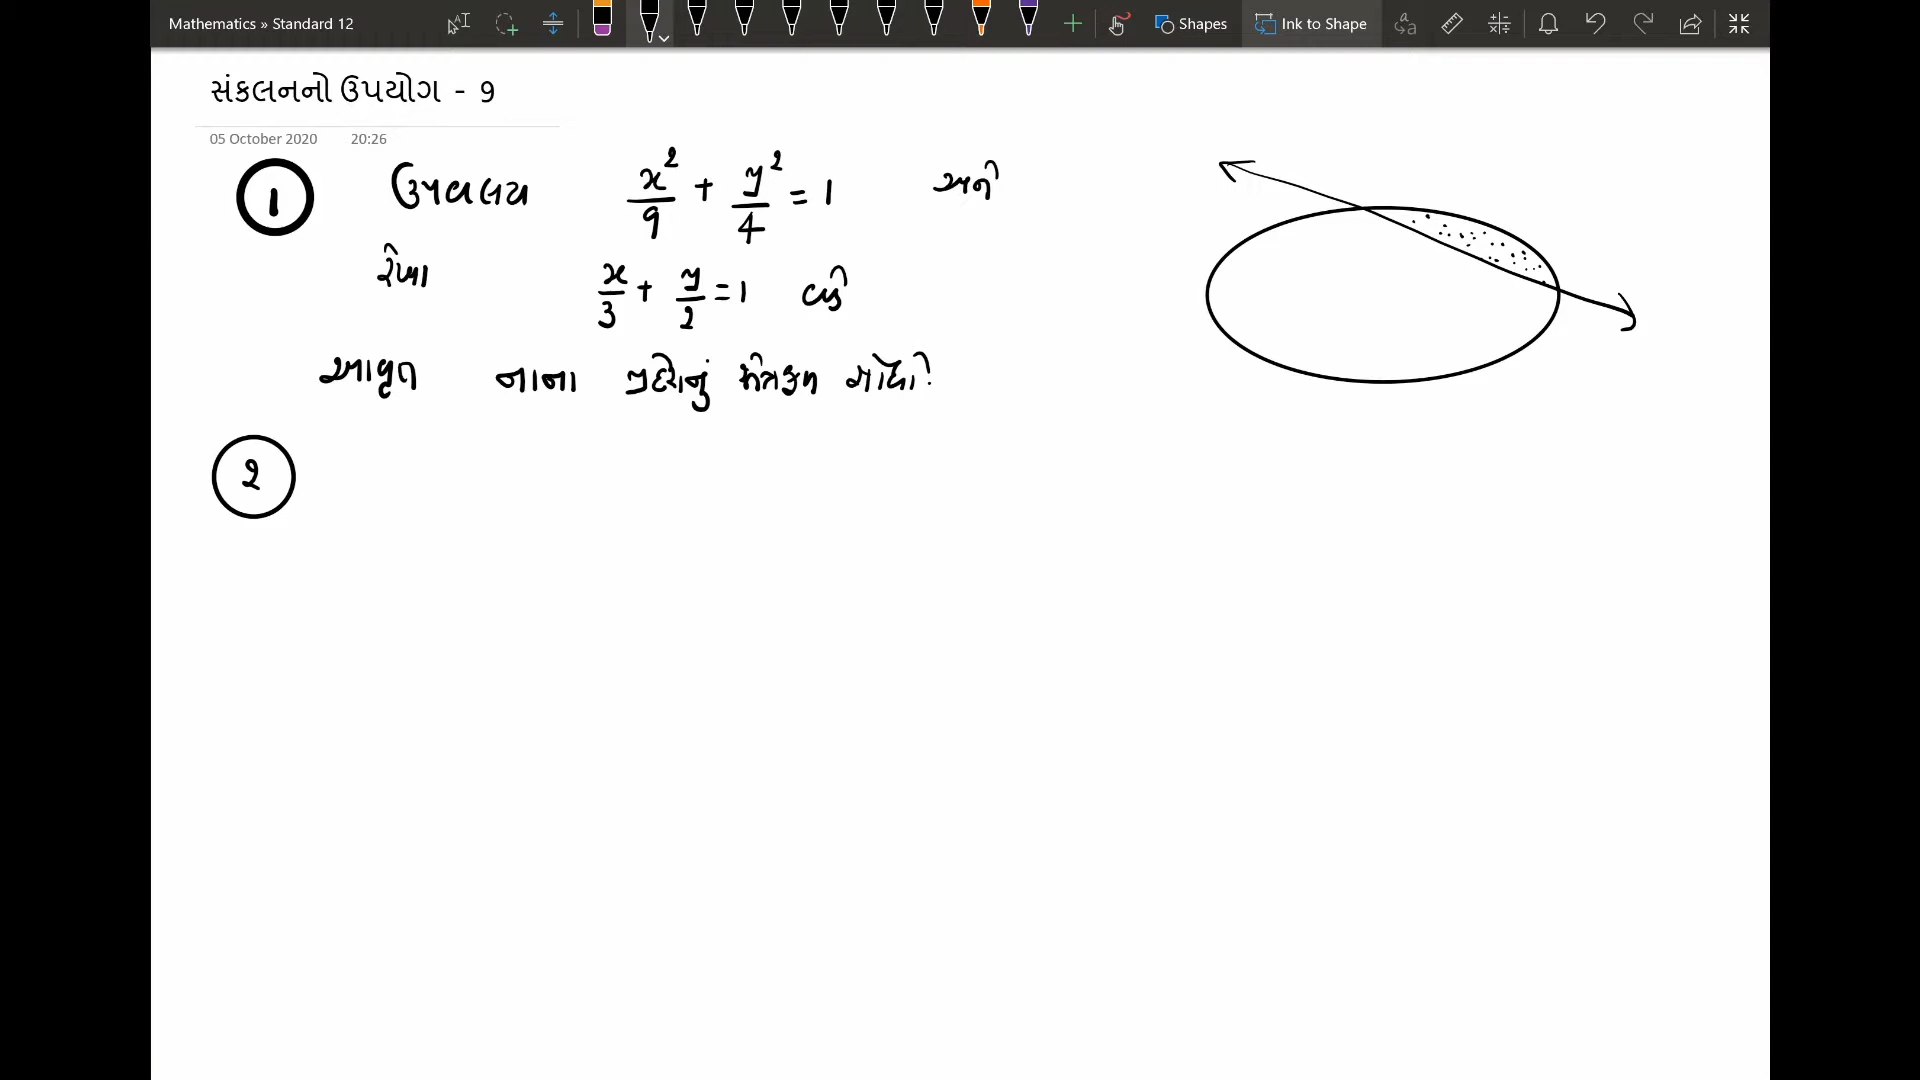 Mathematics » Standard 12
Shapes
Ink to Shape
સંકલનનો ઉપયોગ - 9
05 October 2020 20:26
1 ઉપવલય x²/9 + y²/4 = 1 અને
રેખા x/3 + y/2 = 1 વડે
આવૃત નાના પ્રદેશનું ક્ષેત્રફળ શોધો.
2